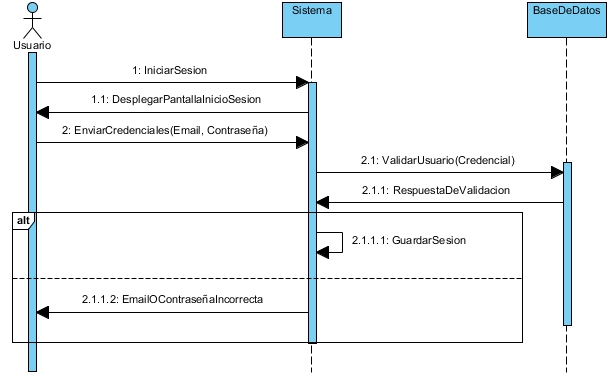 Sistema
BaseDeDatos
Usuario
1: IniciarSesion
1.1: DesplegarPantallaInicioSesion
2: EnviarCredenciales(Email, Contraseña)
2.1: ValidarUsuario(Credencial)
2.1.1: RespuestaDeValidacion
alt
2.1.1.1: GuardarSesion
2.1.1.2: EmailOContraseñaIncorrecta